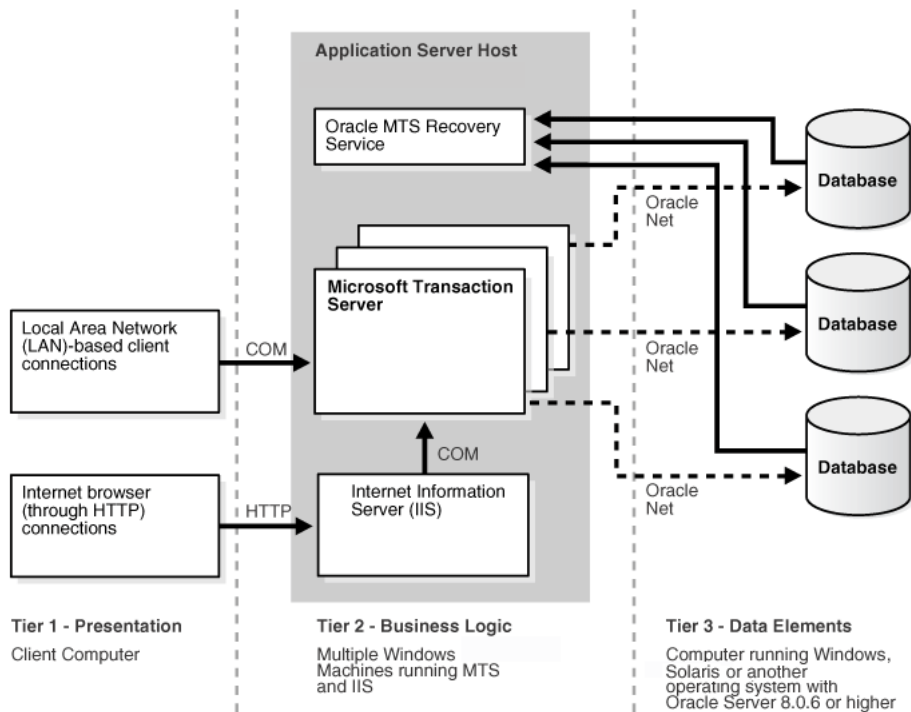 Application Server Host
Oracle MTS Recovery
Service
Database
Oracle
Net
Microsoft Transaction
Server
Database
Local Area Network
(LAN)-based client
connections
COM
Oracle
Net
COM
Database
Internet browser
(through HTTP)
connections
HTTP
Internet Information
Server (IIS)
Oracle
Net
Tier 1 - Presentation
Client Computer
Tier 2 - Business Logic
Multiple Windows
Machines running MTS
and IIS
Tier 3 - Data Elements
Computer running Windows,
Solaris or another
operating system with
Oracle Server 8.0.6 or higher